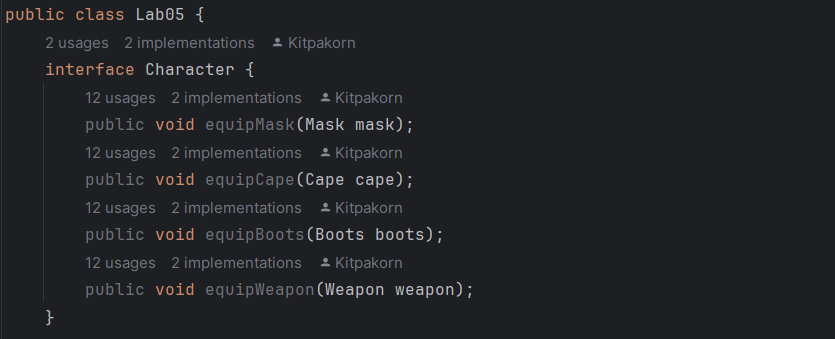 public class Lab05 {
2 usages 2 implementations Kitpakorn
interface Character {
12 usages 2 implementations Kitpakorn
public void equipMask(Mask mask);
12 usages 2 implementations Kitpakorn
public void equipCape(Cape cape);
12 usages 2 implementations Kitpakorn
public void equipBoots(Boots boots);
12 usages 2 implementations Kitpakorn
public void equipWeapon(Weapon weapon);
}